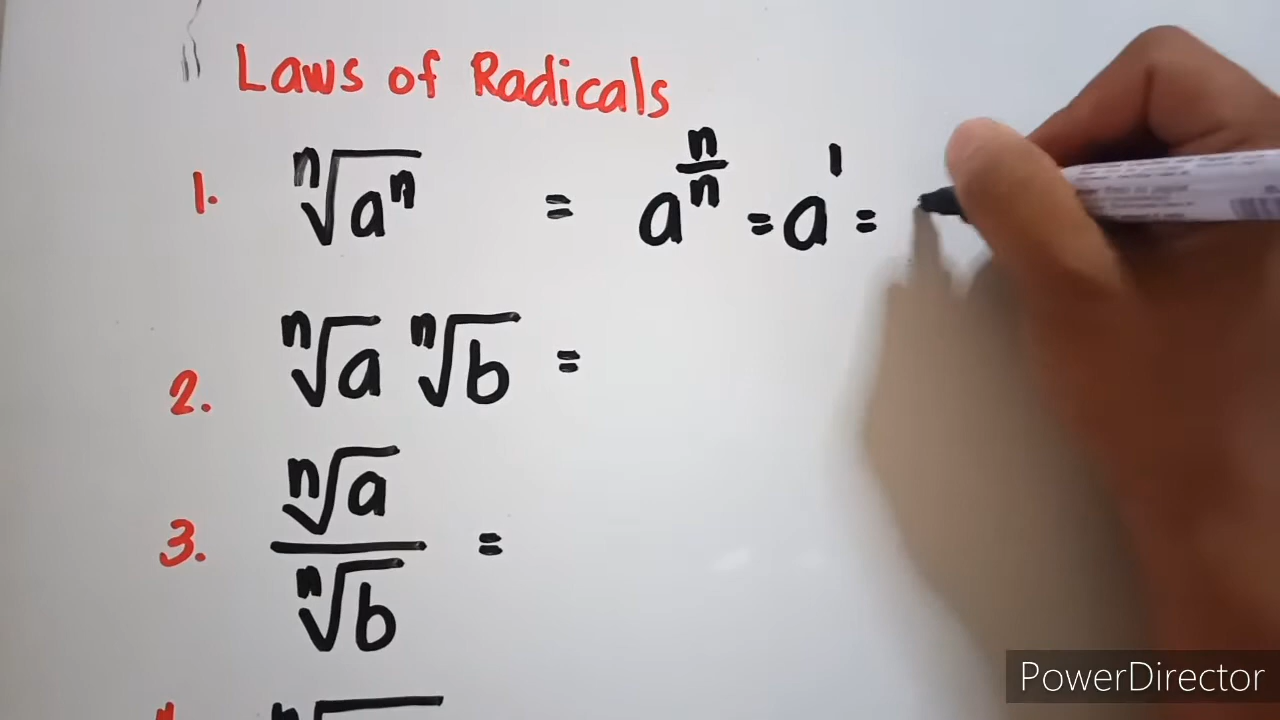 Laws of Radicals
1. ⁿ√aⁿ = a^(n/n) = a¹ =
2. ⁿ√a ⁿ√b =
3. ⁿ√a / ⁿ√b =
n√
PowerDirector